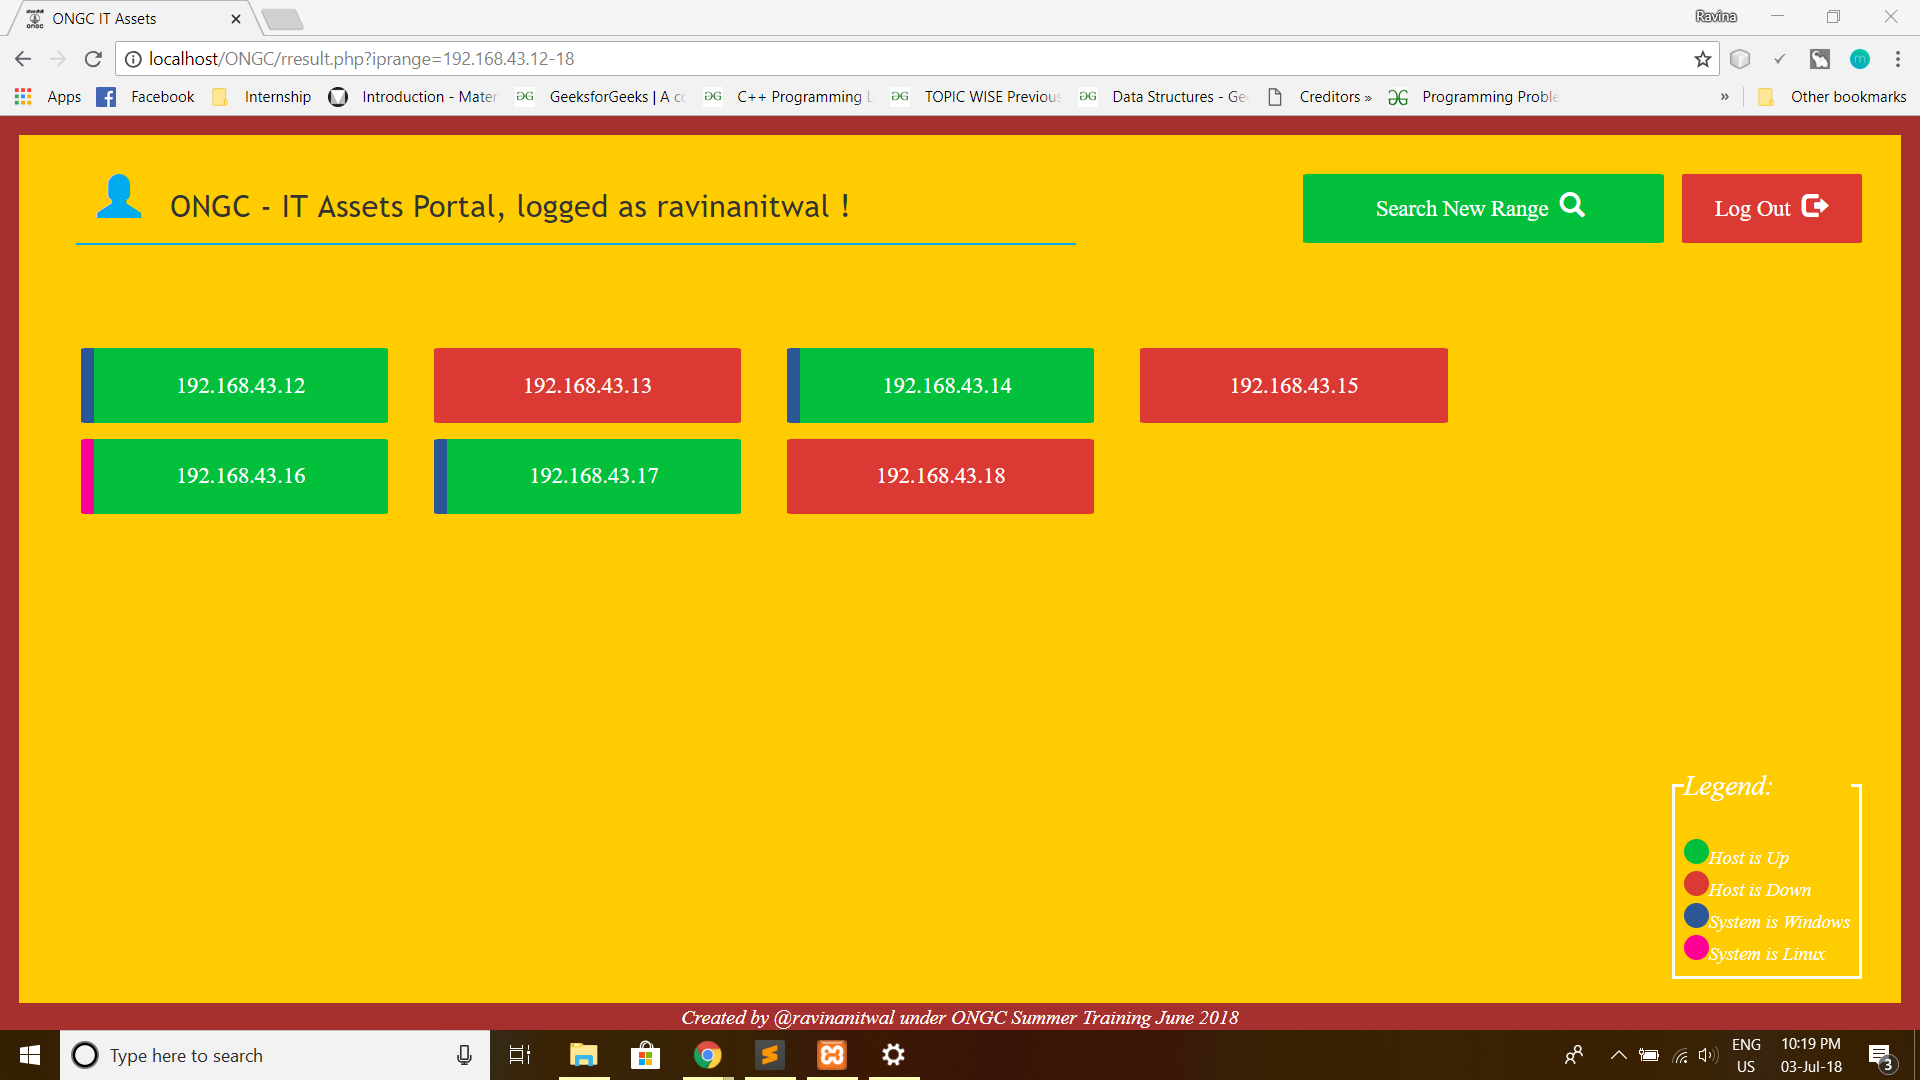 ONGC IT Assets
Ravina
localhost/ONGC/rresult.php?iprange=192.168.43.12-18
Apps Facebook Internship Introduction - Mater GeeksforGeeks | A co C++ Programming L TOPIC WISE Previous Data Structures - Gee Creditors » Programming Proble » Other bookmarks
ONGC - IT Assets Portal, logged as ravinanitwal !
Search New Range
Log Out
192.168.43.12
192.168.43.13
192.168.43.14
192.168.43.15
192.168.43.16
192.168.43.17
192.168.43.18
Legend:
Host is Up
Host is Down
System is Windows
System is Linux
Created by @ravinanitwal under ONGC Summer Training June 2018
Type here to search
ENG
US
10:19 PM
03-Jul-18
3